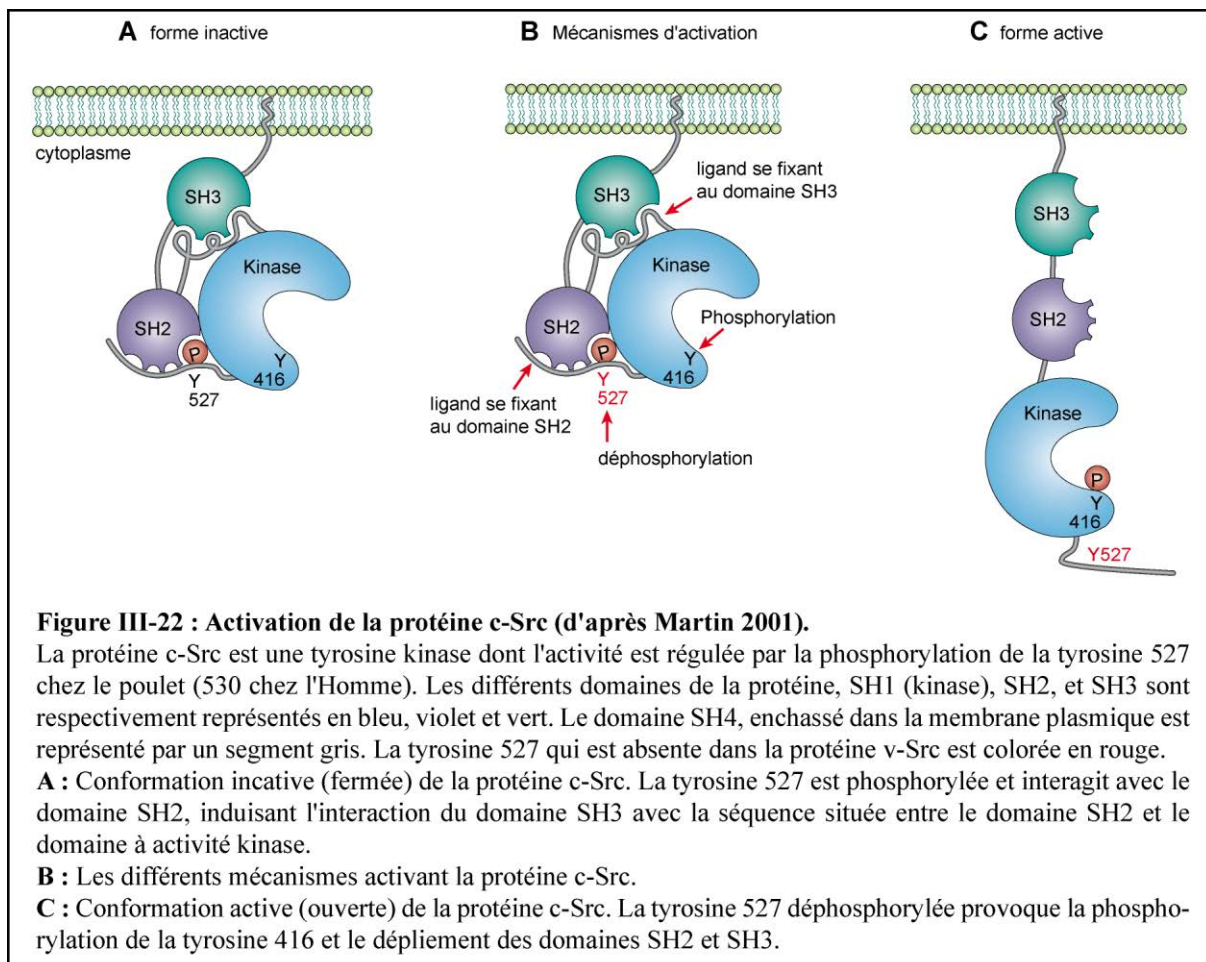 A forme inactive
B Mécanismes d'activation
C forme active
cytoplasme
SH3
Kinase
SH2
P
Y
527
Y
416
SH3
ligand se fixant
au domaine SH3
Kinase
Phosphorylation
SH2
P
Y
527
Y
416
ligand se fixant
au domaine SH2
déphosphorylation
SH3
SH2
Kinase
P
Y
416
Y527
Figure III-22 : Activation de la protéine c-Src (d'après Martin 2001).
La protéine c-Src est une tyrosine kinase dont l'activité est régulée par la phosphorylation de la tyrosine 527
chez le poulet (530 chez l'Homme). Les différents domaines de la protéine, SH1 (kinase), SH2, et SH3 sont
respectivement représentés en bleu, violet et vert. Le domaine SH4, enchassé dans la membrane plasmique est
représenté par un segment gris. La tyrosine 527 qui est absente dans la protéine v-Src est colorée en rouge.
A : Conformation incative (fermée) de la protéine c-Src. La tyrosine 527 est phosphorylée et interagit avec le
domaine SH2, induisant l'interaction du domaine SH3 avec la séquence située entre le domaine SH2 et le
domaine à activité kinase.
B : Les différents mécanismes activant la protéine c-Src.
C : Conformation active (ouverte) de la protéine c-Src. La tyrosine 527 déphosphorylée provoque la phospho-
rylation de la tyrosine 416 et le dépliement des domaines SH2 et SH3.